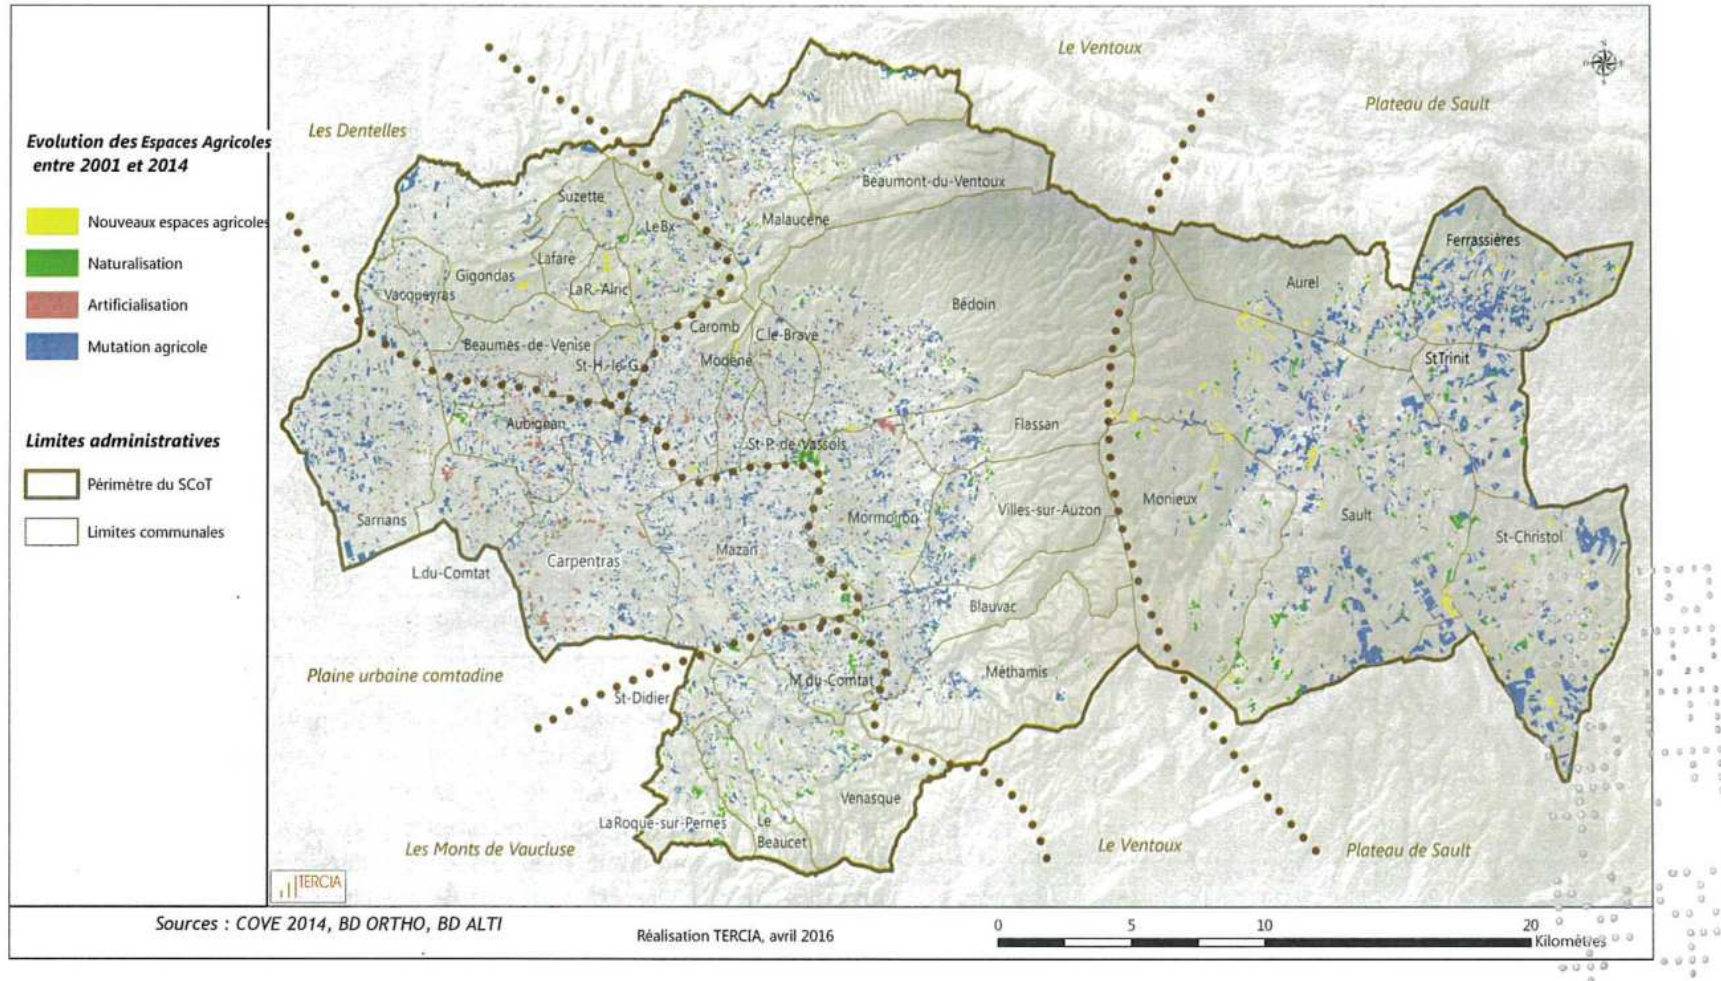 Evolution des Espaces Agricoles
entre 2001 et 2014
Nouveaux espaces agricoles
Naturalisation
Artificialisation
Mutation agricole
Limites administratives
Périmètre du SCoT
Limites communales
Le Ventoux
Plateau de Sault
Les Dentelles
Suzette
Beaumont-du-Ventoux
Malaucène
Le Bx
Ferrassières
Lafare
Gigondas
La R.-Alric
Vacqueyras
Aurel
Bédoin
Caromb
C.le-Brave
Beaumes-de-Venise
Modène
St-H.-le-G.
St Trinit
Aubignan
Flassan
St-P.-de-Vassols
Sarrians
Mormoiron
Villes-sur-Auzon
Monieux
Sault
St-Christol
Mazan
Carpentras
L.du-Comtat
Blauvac
Plaine urbaine comtadine
M.du-Comtat
Méthamis
St-Didier
Venasque
La Roque-sur-Pernes
Le
Beaucet
Les Monts de Vaucluse
Le Ventoux
Plateau de Sault
TERCIA
Sources : COVE 2014, BD ORTHO, BD ALTI
Réalisation TERCIA, avril 2016
0 5 10 20
Kilomètres